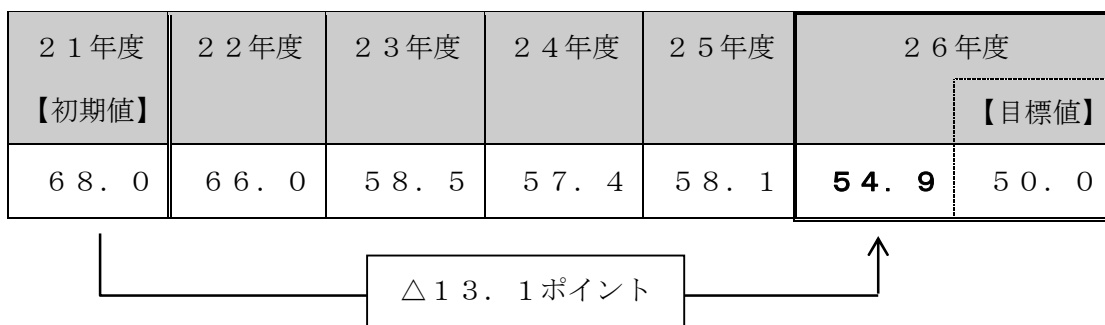 ２１年度 ２２年度 ２３年度 ２４年度 ２５年度 ２６年度
【初期値】 【目標値】
６８．０ ６６．０ ５８．５ ５７．４ ５８．１ ５４．９ ５０．０
△１３．１ポイント